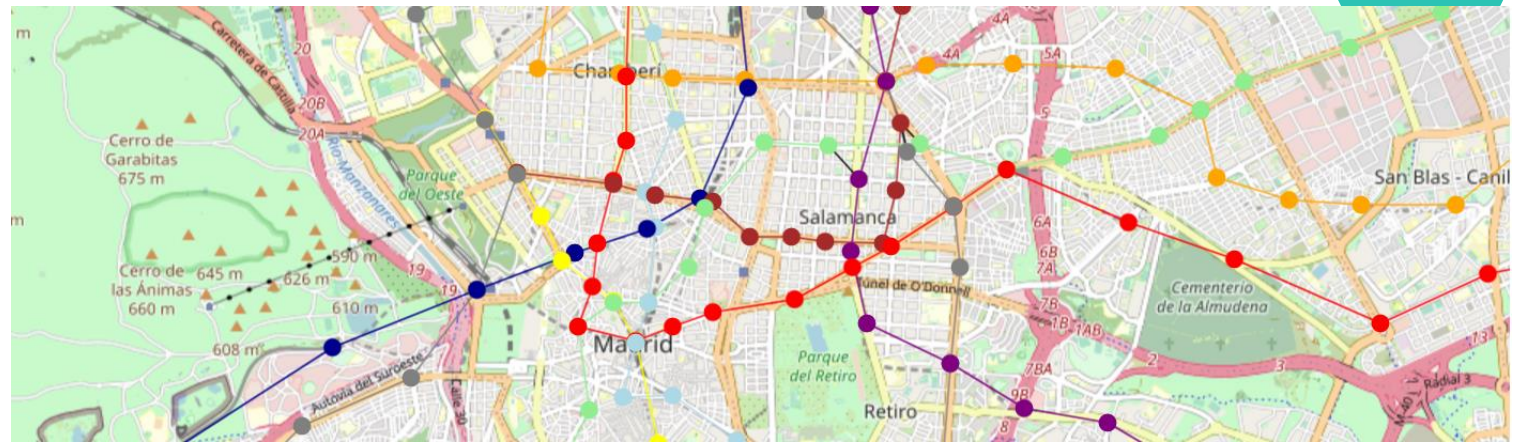 m
Carretera de Castilla
20
20B
20A
Chamberí
4A
4A
5A
5
Cerro de
Garabitas
675 m
Río Manzanares
Parque
del Oeste
San Blas - Canil
m
Salamanca
6A
6B
7A
590 m
Cerro de
las Ánimas
660 m
645 m
626 m
610 m
608 m
19
19
Túnel de O'Donnell
7B
1B
1AB
Cementerio
de la Almudena
Madrid
Parque
del Retiro
2
3
13
7BA
Radial 3
M-40
Autovía del Suroeste
Calle 30
Retiro
9B
8